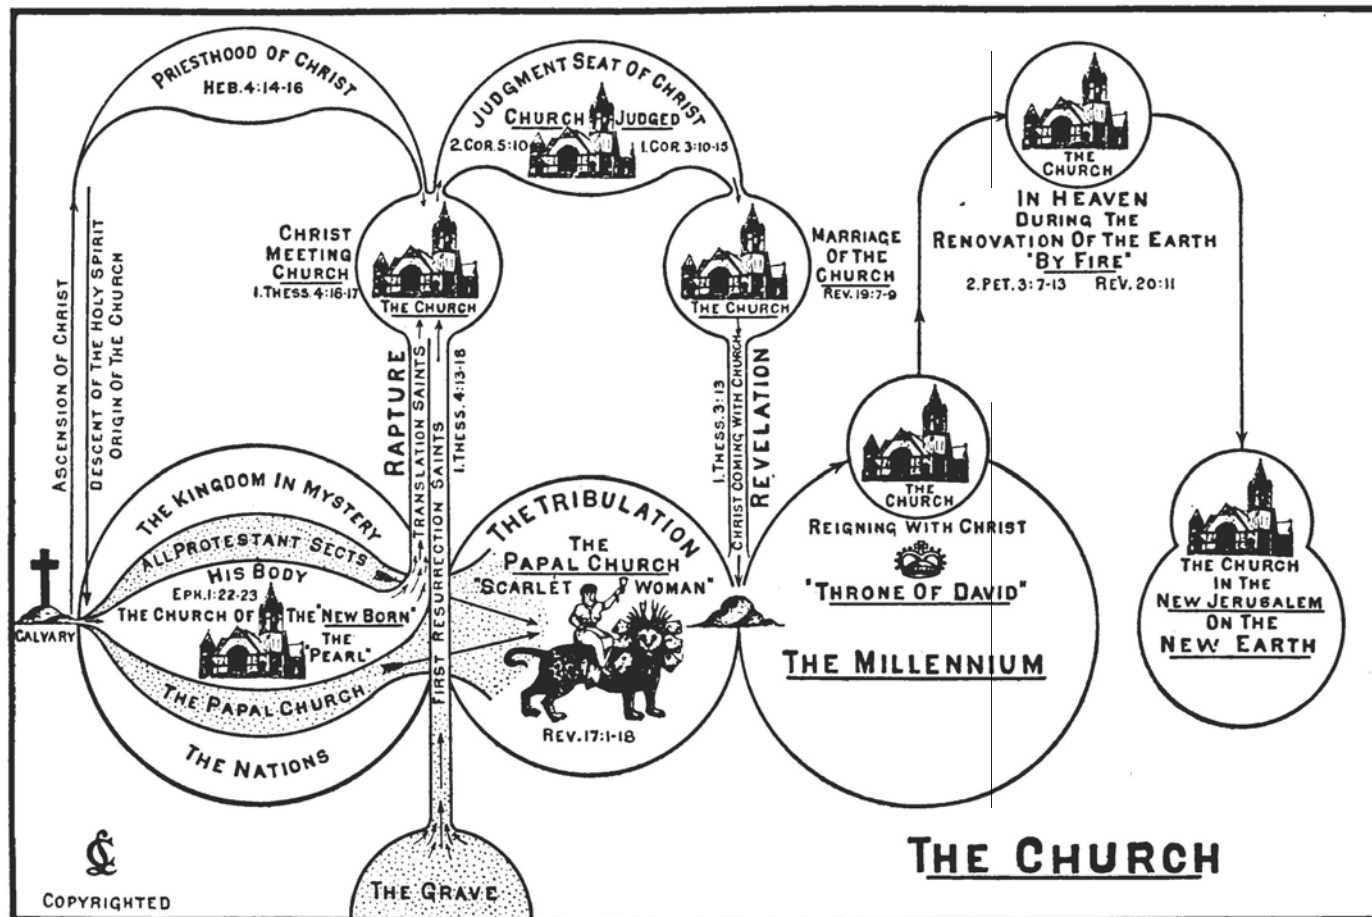 PRIESTHOOD OF CHRIST
HEB. 4:14-16
JUDGMENT SEAT OF CHRIST
CHURCH JUDGED
2. COR. 5:10 1. COR. 3:10-15
THE
CHURCH
IN HEAVEN
DURING THE
RENOVATION OF THE EARTH
"BY FIRE"
2. PET. 3:7-13 REV. 20:11
CHRIST
MEETING
CHURCH
1. THESS. 4:16-17
THE CHURCH
THE CHURCH
MARRIAGE
OF THE
CHURCH
REV. 19:7-9
ASCENSION OF CHRIST
DESCENT OF THE HOLY SPIRIT
ORIGIN OF THE CHURCH
RAPTURE
TRANSLATION SAINTS
FIRST RESURRECTION SAINTS
1. THESS. 4:13-18
1. THESS. 3:13
CHRIST COMING WITH CHURCH
REVELATION
THE KINGDOM IN MYSTERY
ALL PROTESTANT SECTS
HIS BODY
EPH. 1:22-23
THE CHURCH OF THE "NEW BORN"
THE
"PEARL"
THE PAPAL CHURCH
THE NATIONS
CALVARY
THE TRIBULATION
THE
PAPAL CHURCH
"SCARLET WOMAN"
REV. 17:1-18
THE
CHURCH
REIGNING WITH CHRIST
"THRONE OF DAVID"
THE MILLENNIUM
THE CHURCH
IN THE
NEW JERUSALEM
ON THE
NEW EARTH
THE GRAVE
CL
COPYRIGHTED
THE CHURCH